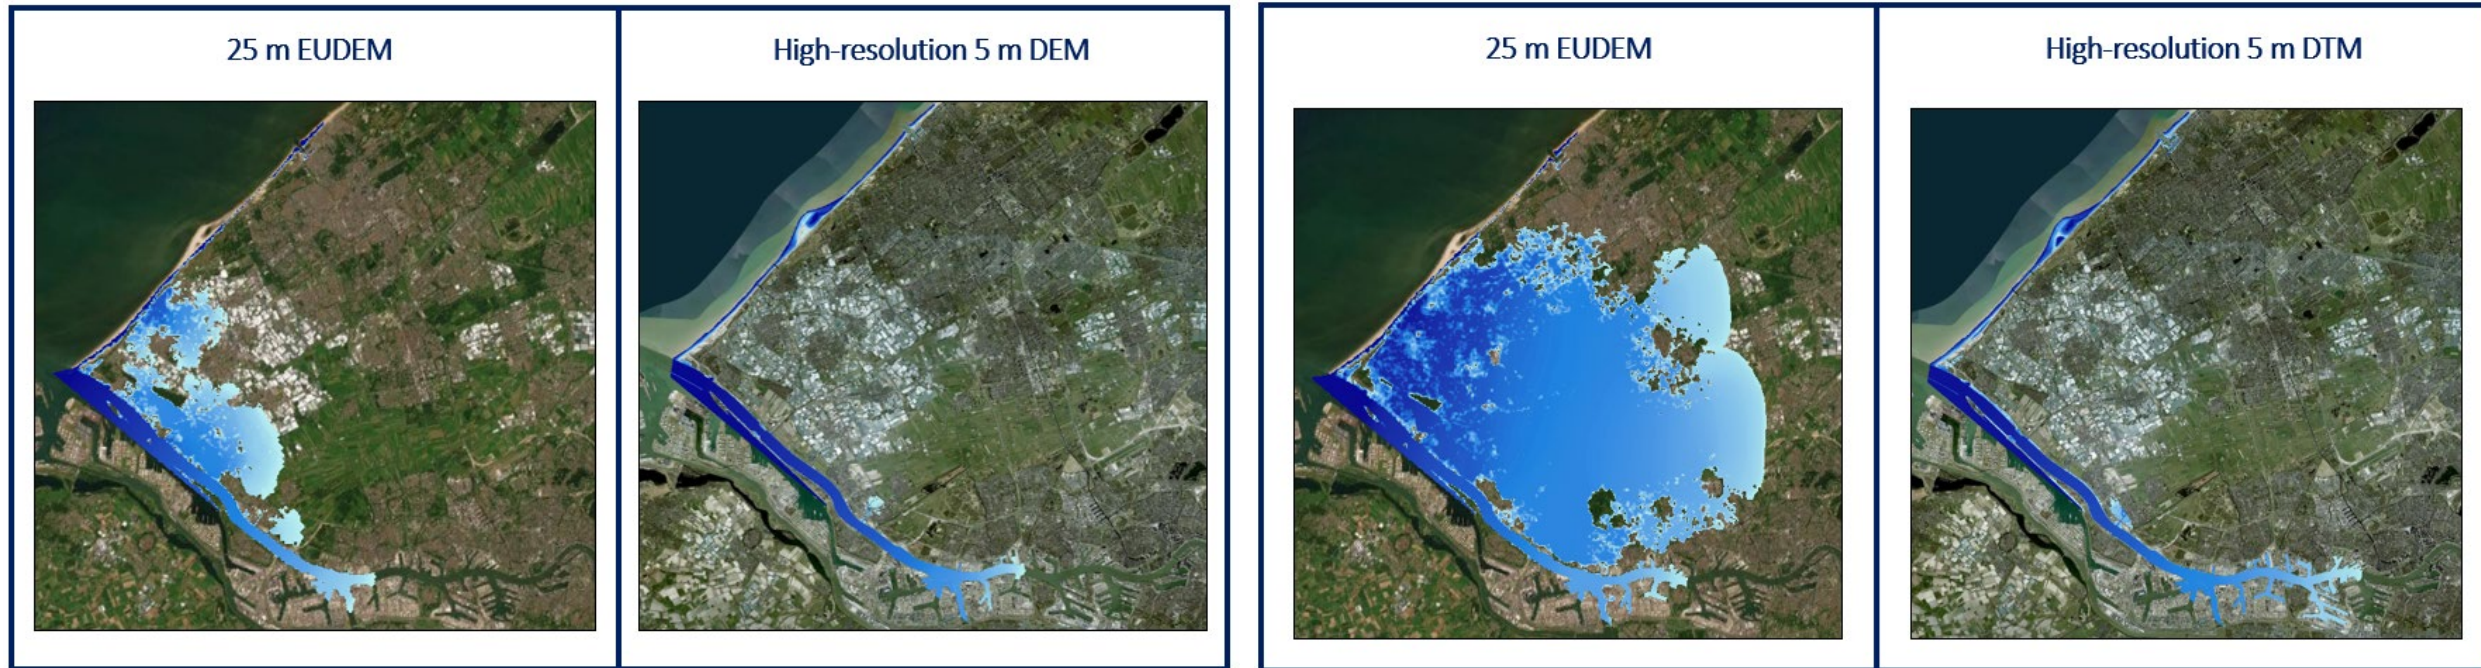 25 m EUDEM
High-resolution 5 m DEM
25 m EUDEM
High-resolution 5 m DTM